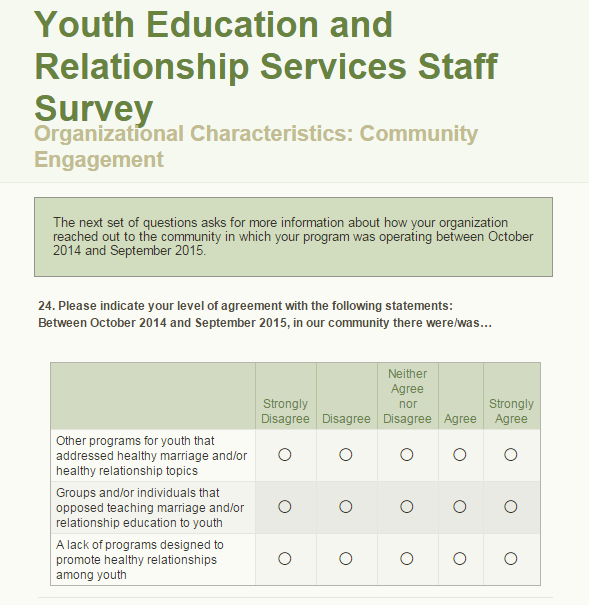 Youth Education and
Relationship Services Staff
Survey
Organizational Characteristics: Community
Engagement
The next set of questions asks for more information about how your organization
reached out to the community in which your program was operating between October
2014 and September 2015.
24. Please indicate your level of agreement with the following statements:
Between October 2014 and September 2015, in our community there were/was…
Strongly
Disagree
Disagree
Neither
Agree
nor
Disagree
Agree
Strongly
Agree
Other programs for youth that
addressed healthy marriage and/or
healthy relationship topics
Groups and/or individuals that
opposed teaching marriage and/or
relationship education to youth
A lack of programs designed to
promote healthy relationships
among youth